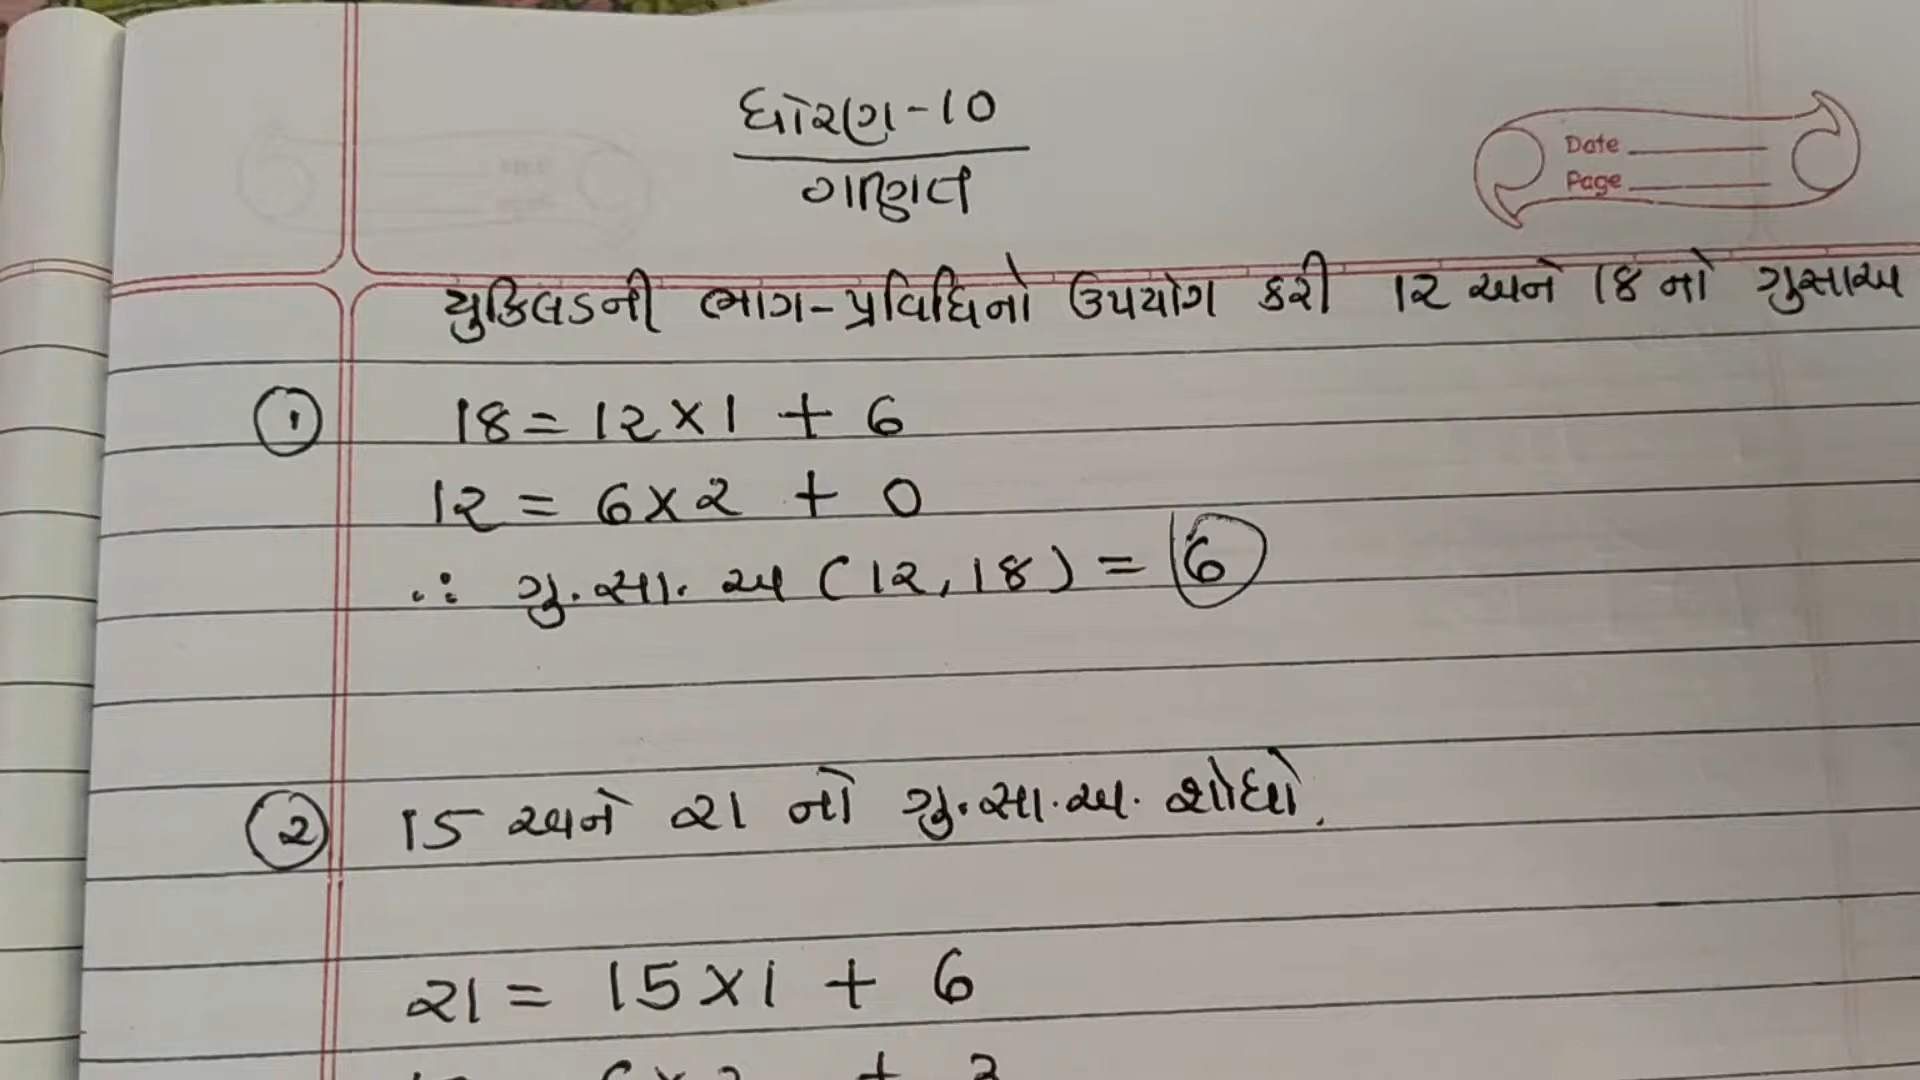 ધોરણ-10
ગણિત
Date
Page
યુકિલડની ભાગ-પ્રવિધિનો ઉપયોગ કરી 12 અને 18 નો ગુસાઅ
① 18 = 12 × 1 + 6
12 = 6 × 2 + 0
∴ ગુ.સા. અ (12, 18) = 6
② 15 અને 21 નો ગુ.સા.અ. શોધો.
21 = 15 × 1 + 6